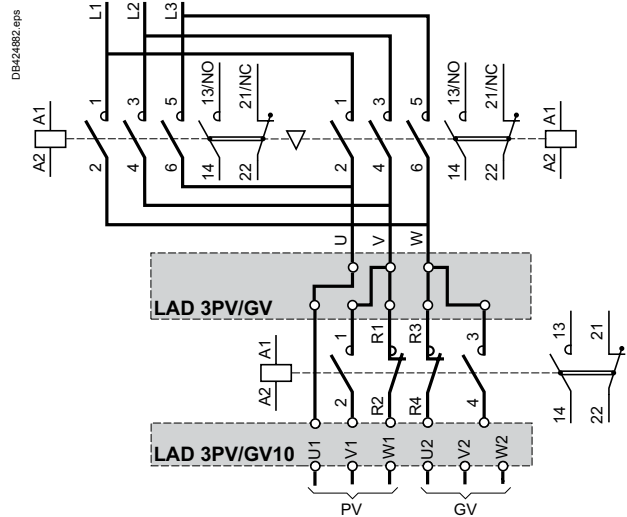 DB424882.eps
L1 L2 L3
A1 1 3 5 13/NO 21/NC 1 3 5 13/NO 21/NC A1
A2 2 4 6 14 22 2 4 6 14 22 A2
U V W
LAD 3PV/GV
A1 1 R1 R3 3 13 21
A2 2 R2 R4 4 14 22
LAD 3PV/GV10
U1 V1 W1 U2 V2 W2
PV GV